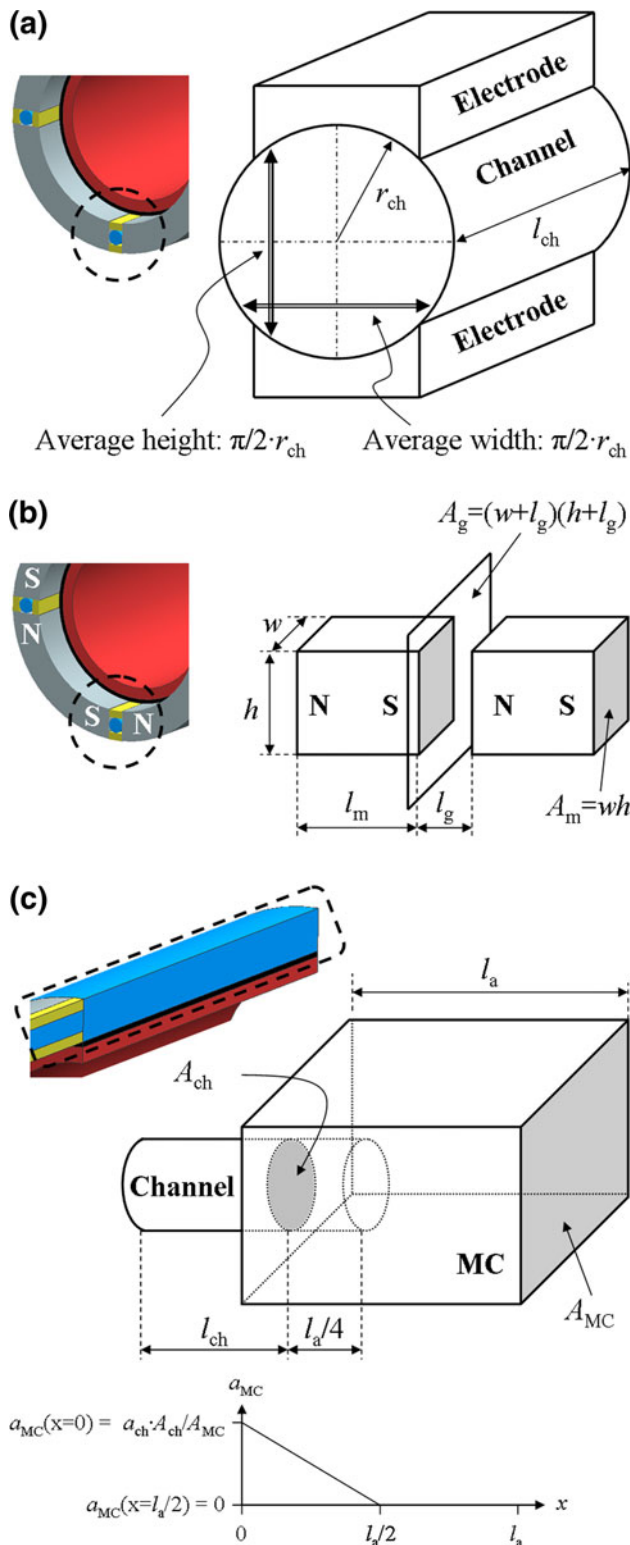 (a)
Electrode
Channel
r_ch
l_ch
Electrode
Average height: π/2·r_ch
Average width: π/2·r_ch
(b)
A_g=(w+l_g)(h+l_g)
S
N
S N
w
h
N S
N S
l_m
l_g
A_m=wh
(c)
l_a
A_ch
Channel
MC
A_MC
l_ch
l_a/4
a_MC
a_MC(x=0) = a_ch·A_ch/A_MC
a_MC(x=l_a/2) = 0
x
0
l_a/2
l_a